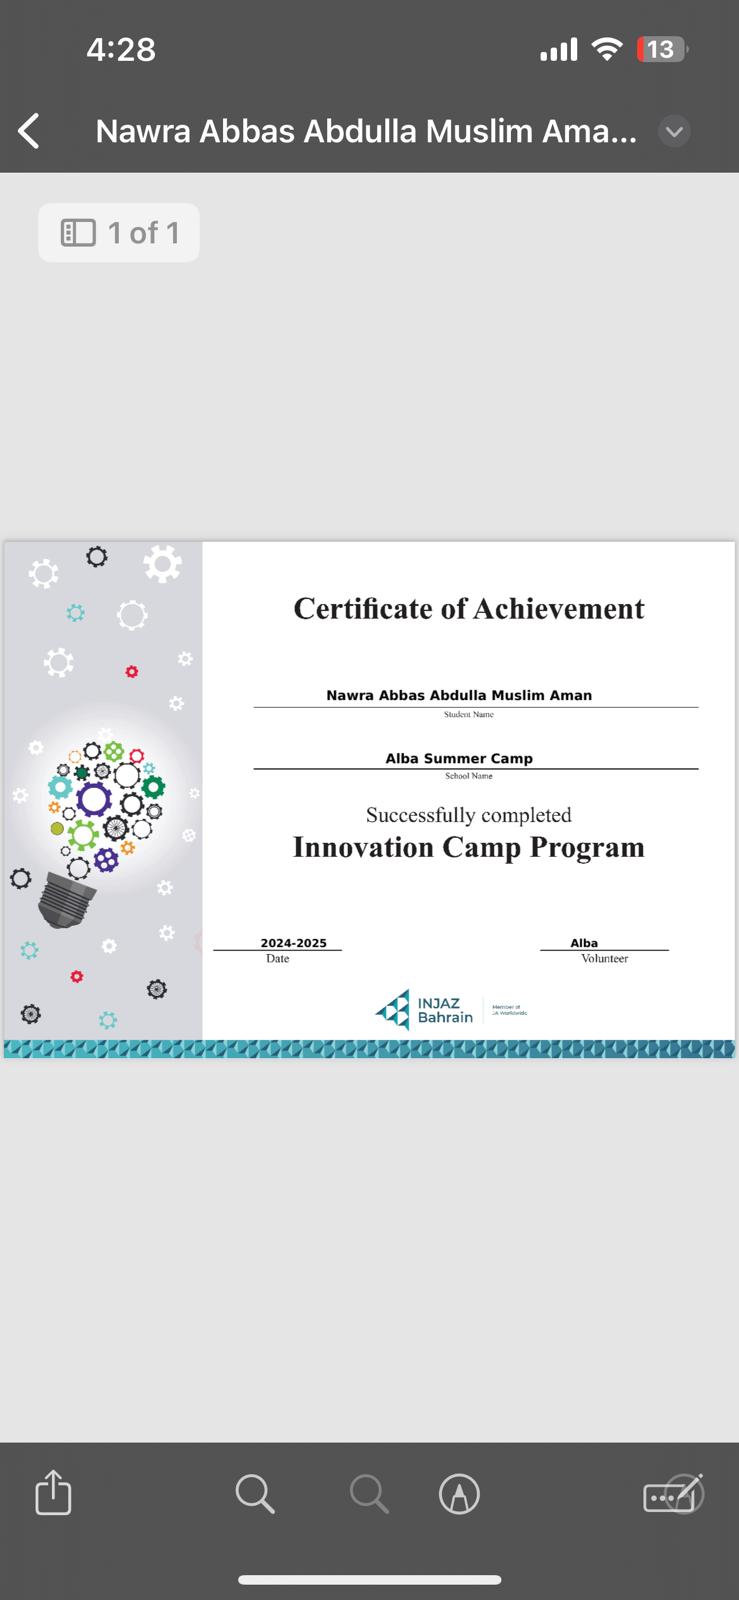 4:28
13
Nawra Abbas Abdulla Muslim Ama...
1 of 1
Certificate of Achievement
Nawra Abbas Abdulla Muslim Aman
Student Name
Alba Summer Camp
School Name
Successfully completed
Innovation Camp Program
2024-2025
Date
Alba
Volunteer
INJAZ
Bahrain
Member of
JA Worldwide